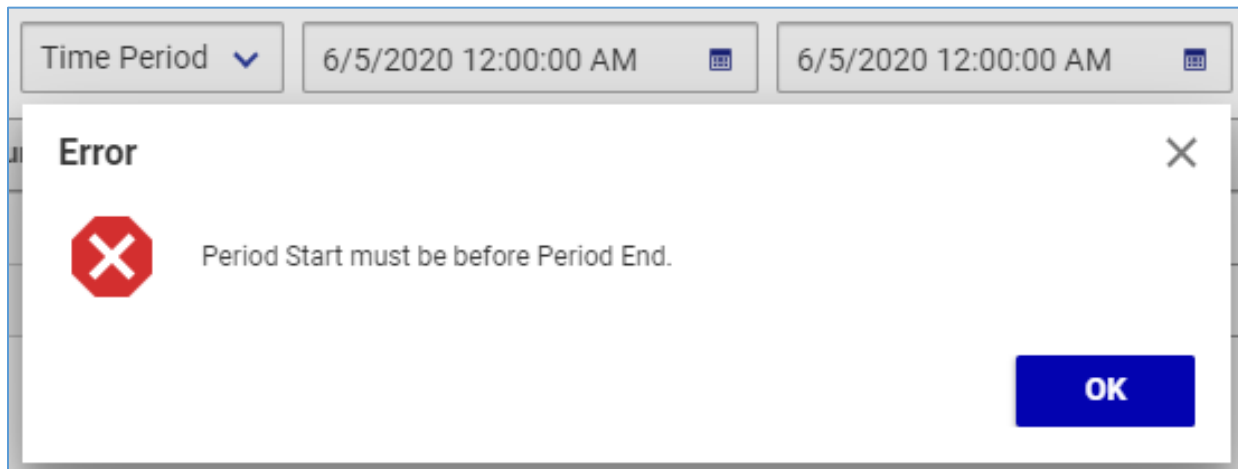 Time Period 6/5/2020 12:00:00 AM 6/5/2020 12:00:00 AM
Error
Period Start must be before Period End.
OK